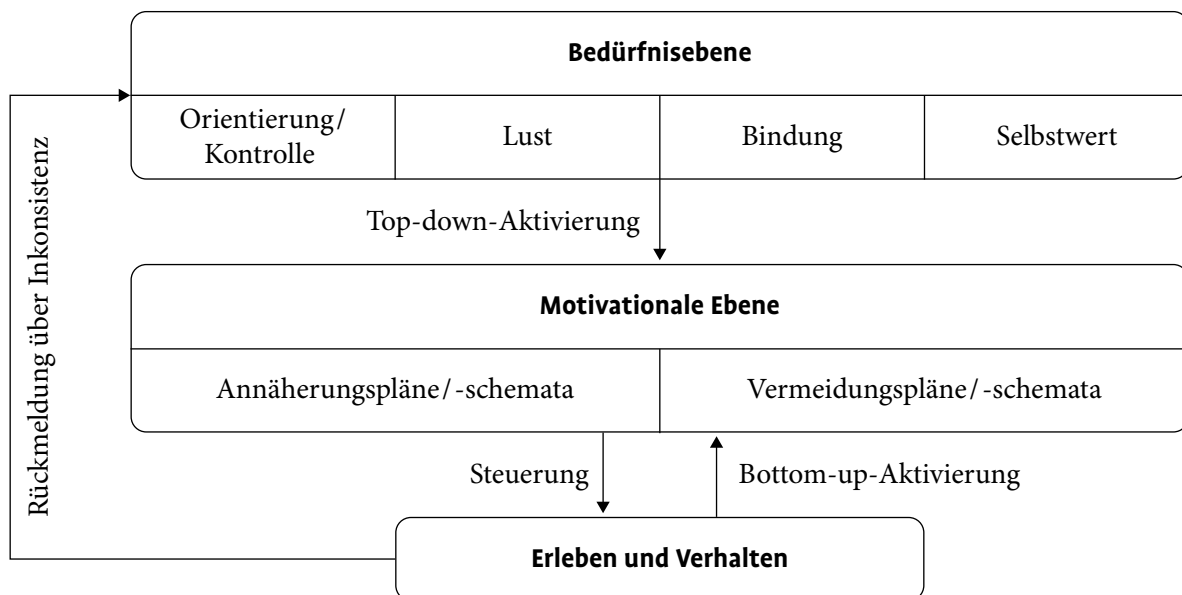 Bedürfnisebene
Orientierung/
Kontrolle
Lust
Bindung
Selbstwert
Top-down-Aktivierung
Motivationale Ebene
Annäherungspläne/-schemata
Vermeidungspläne/-schemata
Steuerung
Bottom-up-Aktivierung
Erleben und Verhalten
Rückmeldung über Inkonsistenz